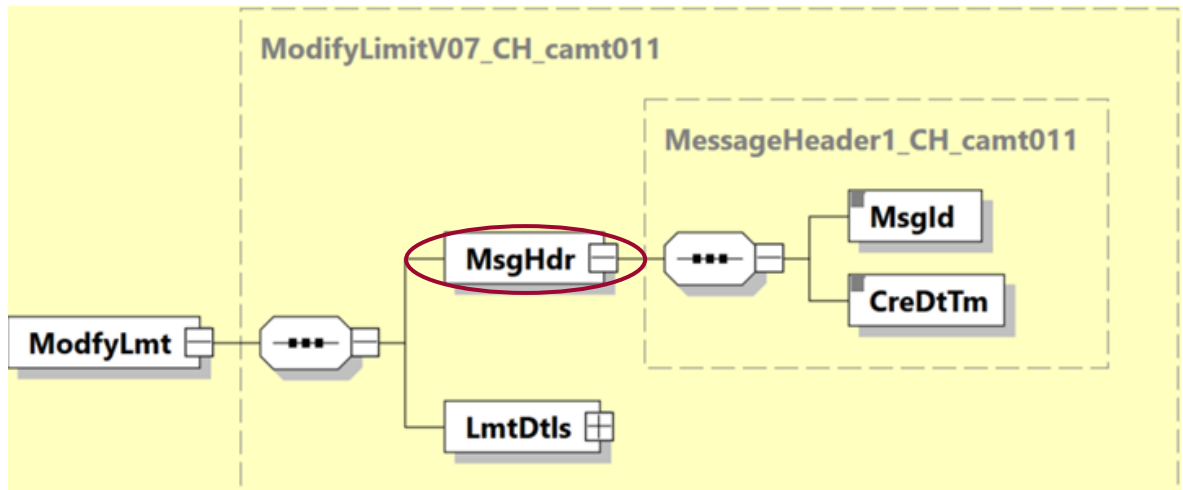 ModifyLimitV07_CH_camt011
MessageHeader1_CH_camt011
MsgId
MsgHdr
CreDtTm
ModfyLmt
LmtDtls